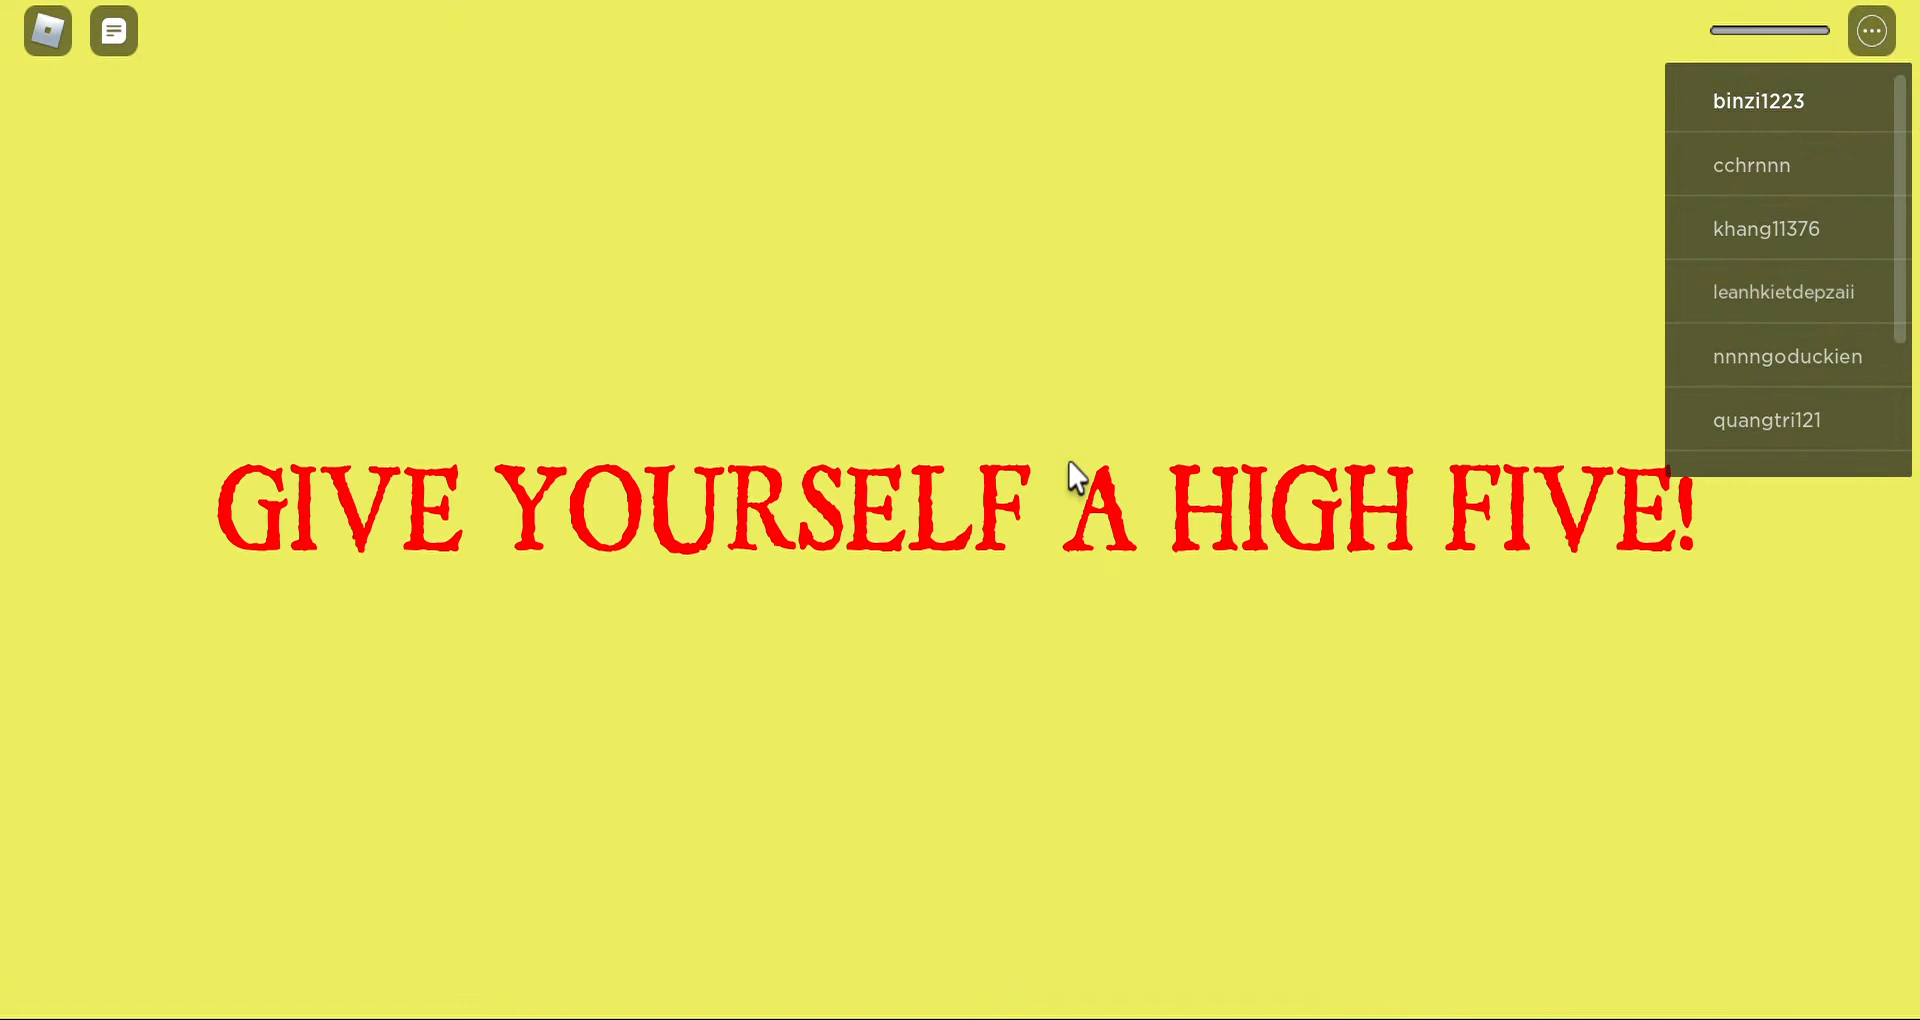 binzi1223
cchrnnn
khang11376
leanhkietdepzaii
nnnngoduckien
quangtri121
GIVE YOURSELF A HIGH FIVE!